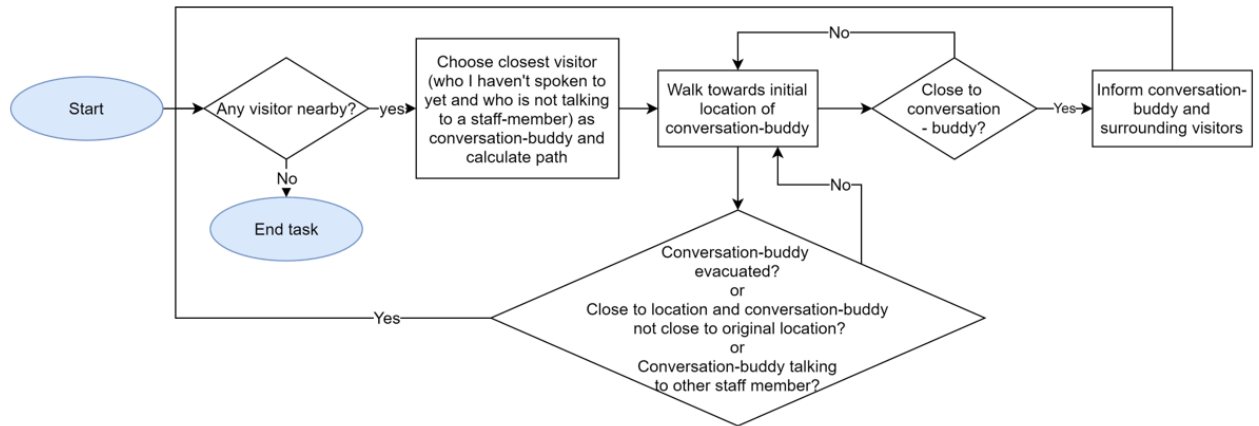 Start
Any visitor nearby?
yes
No
End task
Choose closest visitor
(who I haven't spoken to
yet and who is not talking
to a staff-member) as
conversation-buddy and
calculate path
Walk towards initial
location of
conversation-buddy
No
Close to
conversation
- buddy?
Yes
Inform conversation-
buddy and
surrounding visitors
No
Conversation-buddy
evacuated?
or
Close to location and conversation-buddy
not close to original location?
or
Conversation-buddy talking
to other staff member?
Yes